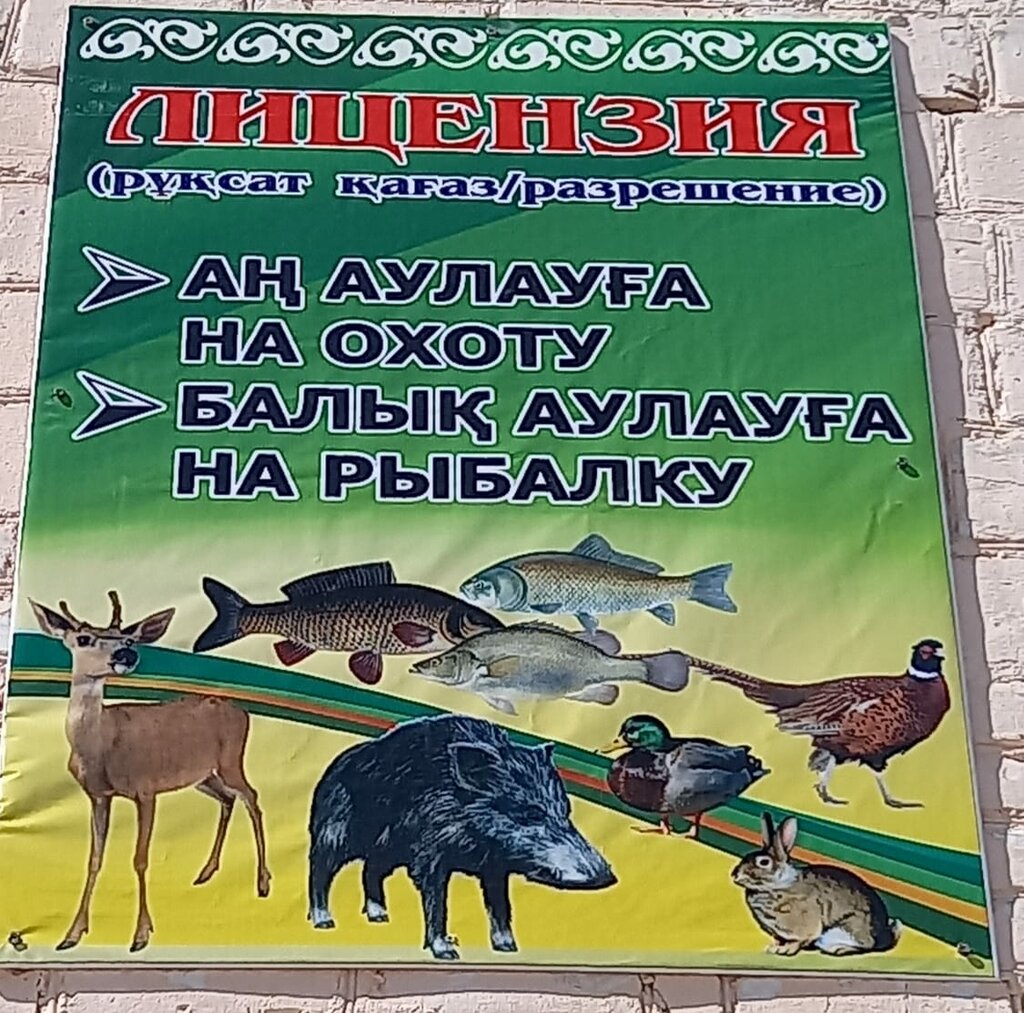 ЛИЦЕНЗИЯ
(рұқсат қағаз/разрешение)
АҢ АУЛАУҒА
НА ОХОТУ
БАЛЫҚ АУЛАУҒА
НА РЫБАЛКУ